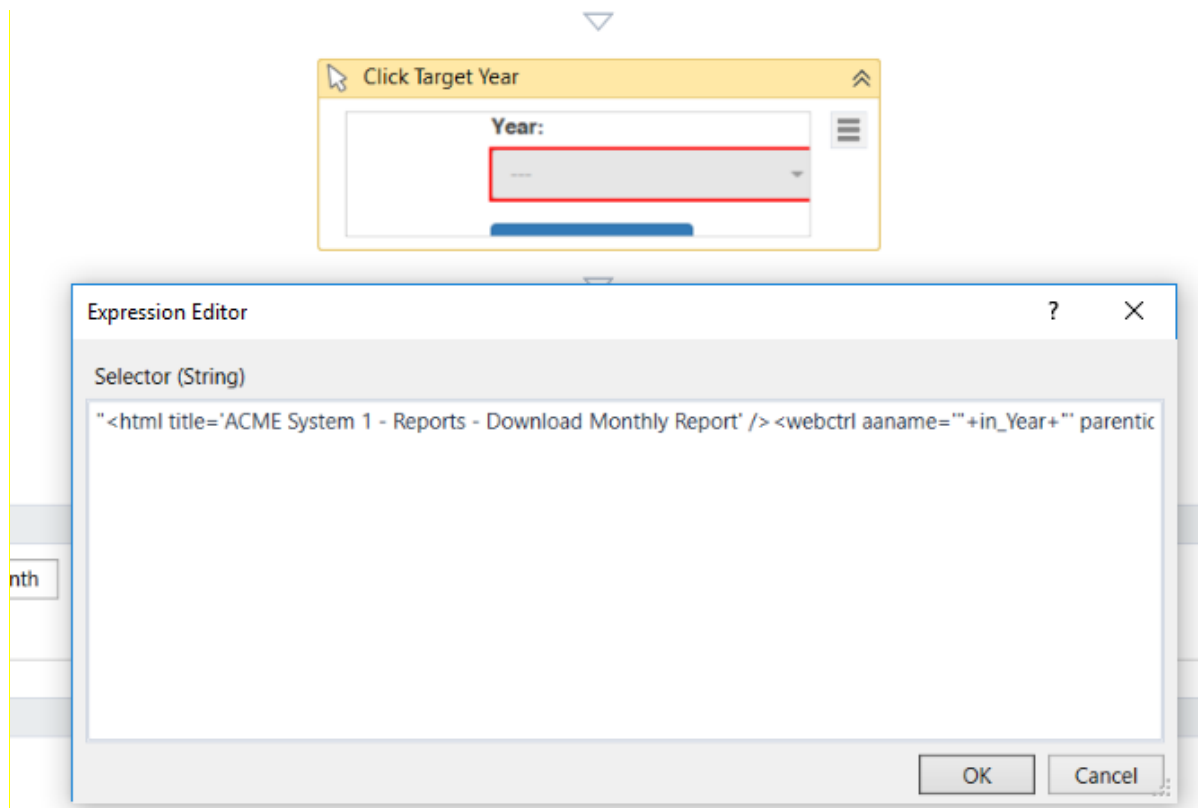 Click Target Year
Year:
---
Expression Editor
?
Selector (String)
"<html title='ACME System 1 - Reports - Download Monthly Report' /><webctrl aaname='"+in_Year+"' parentic
nth
OK
Cancel